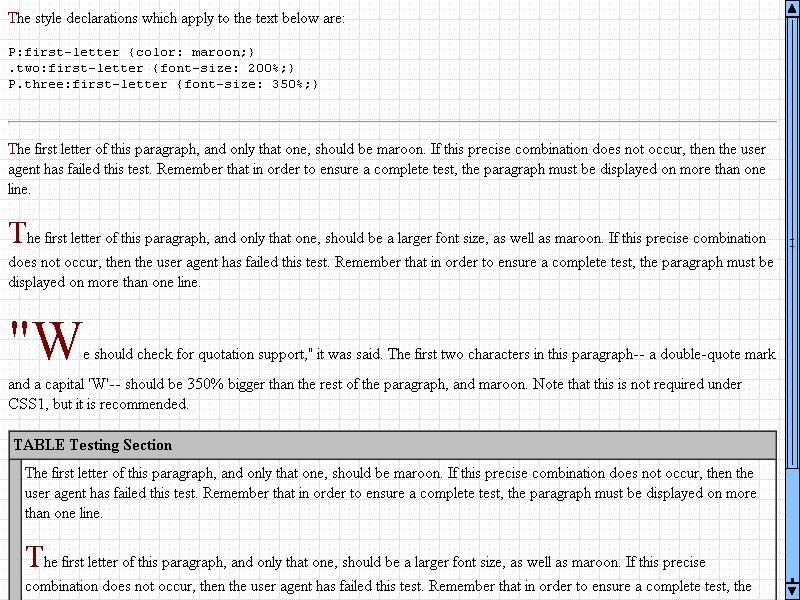 The style declarations which apply to the text below are:
P:first-letter {color: maroon;}
.two:first-letter {font-size: 200%;}
P.three:first-letter {font-size: 350%;}
The first letter of this paragraph, and only that one, should be maroon. If this precise combination does not occur, then the user
agent has failed this test. Remember that in order to ensure a complete test, the paragraph must be displayed on more than one
line.
The first letter of this paragraph, and only that one, should be a larger font size, as well as maroon. If this precise combination
does not occur, then the user agent has failed this test. Remember that in order to ensure a complete test, the paragraph must be
displayed on more than one line.
"We should check for quotation support," it was said. The first two characters in this paragraph-- a double-quote mark
and a capital 'W'-- should be 350% bigger than the rest of the paragraph, and maroon. Note that this is not required under
CSS1, but it is recommended.
TABLE Testing Section
The first letter of this paragraph, and only that one, should be maroon. If this precise combination does not occur, then the
user agent has failed this test. Remember that in order to ensure a complete test, the paragraph must be displayed on more
than one line.
The first letter of this paragraph, and only that one, should be a larger font size, as well as maroon. If this precise
combination does not occur, then the user agent has failed this test. Remember that in order to ensure a complete test, the